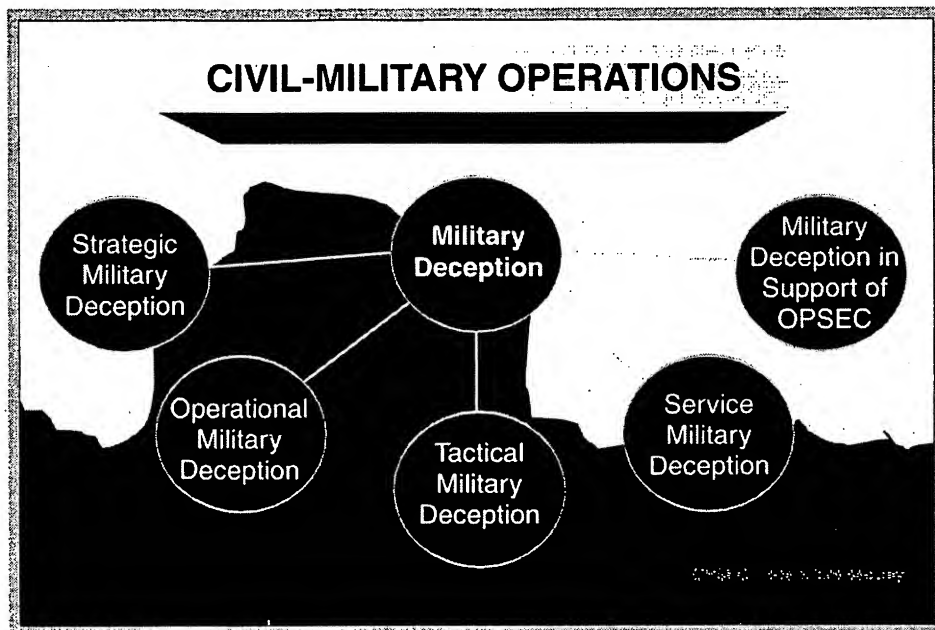 CIVIL-MILITARY OPERATIONS
Strategic
Military
Deception
Military
Deception
Military
Deception in
Support of
OPSEC
Operational
Military
Deception
Tactical
Military
Deception
Service
Military
Deception